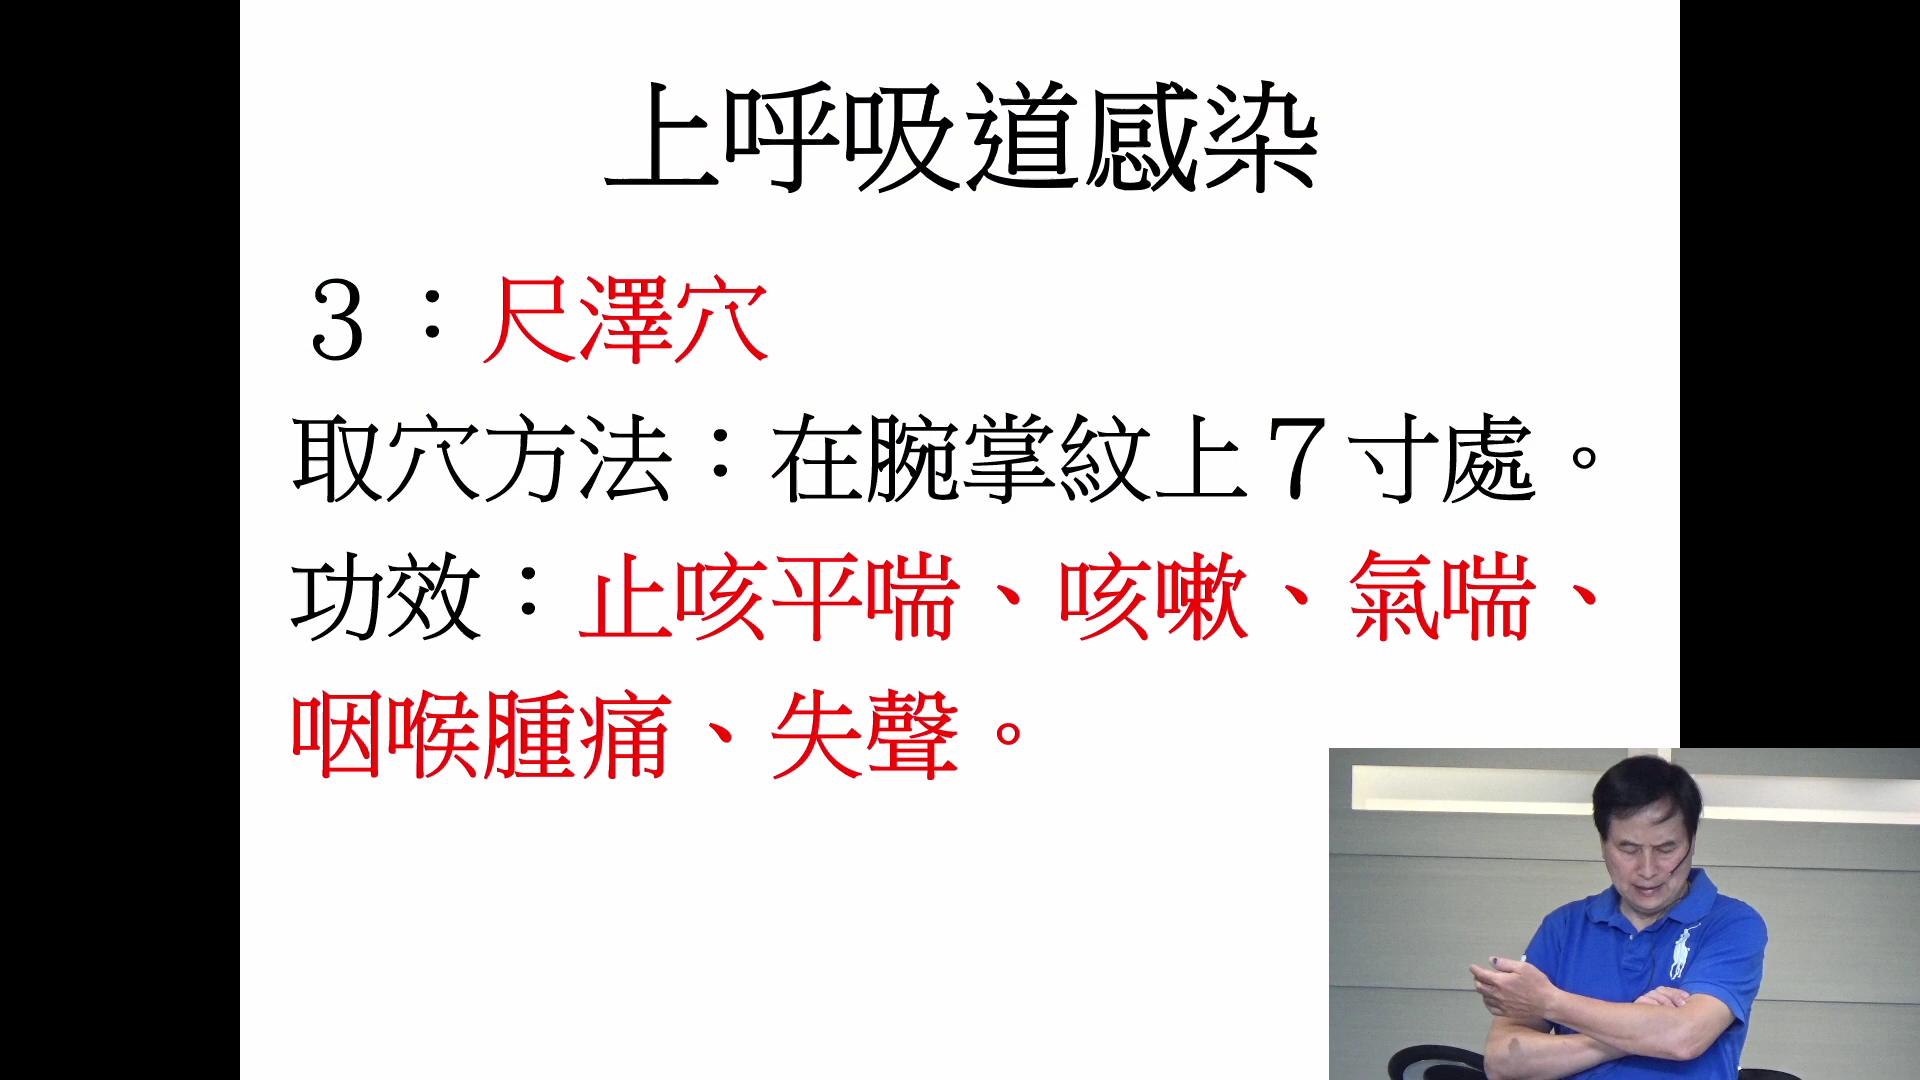 上呼吸道感染
3：尺澤穴
取穴方法：在腕掌紋上7寸處。
功效：止咳平喘、咳嗽、氣喘、
咽喉腫痛、失聲。